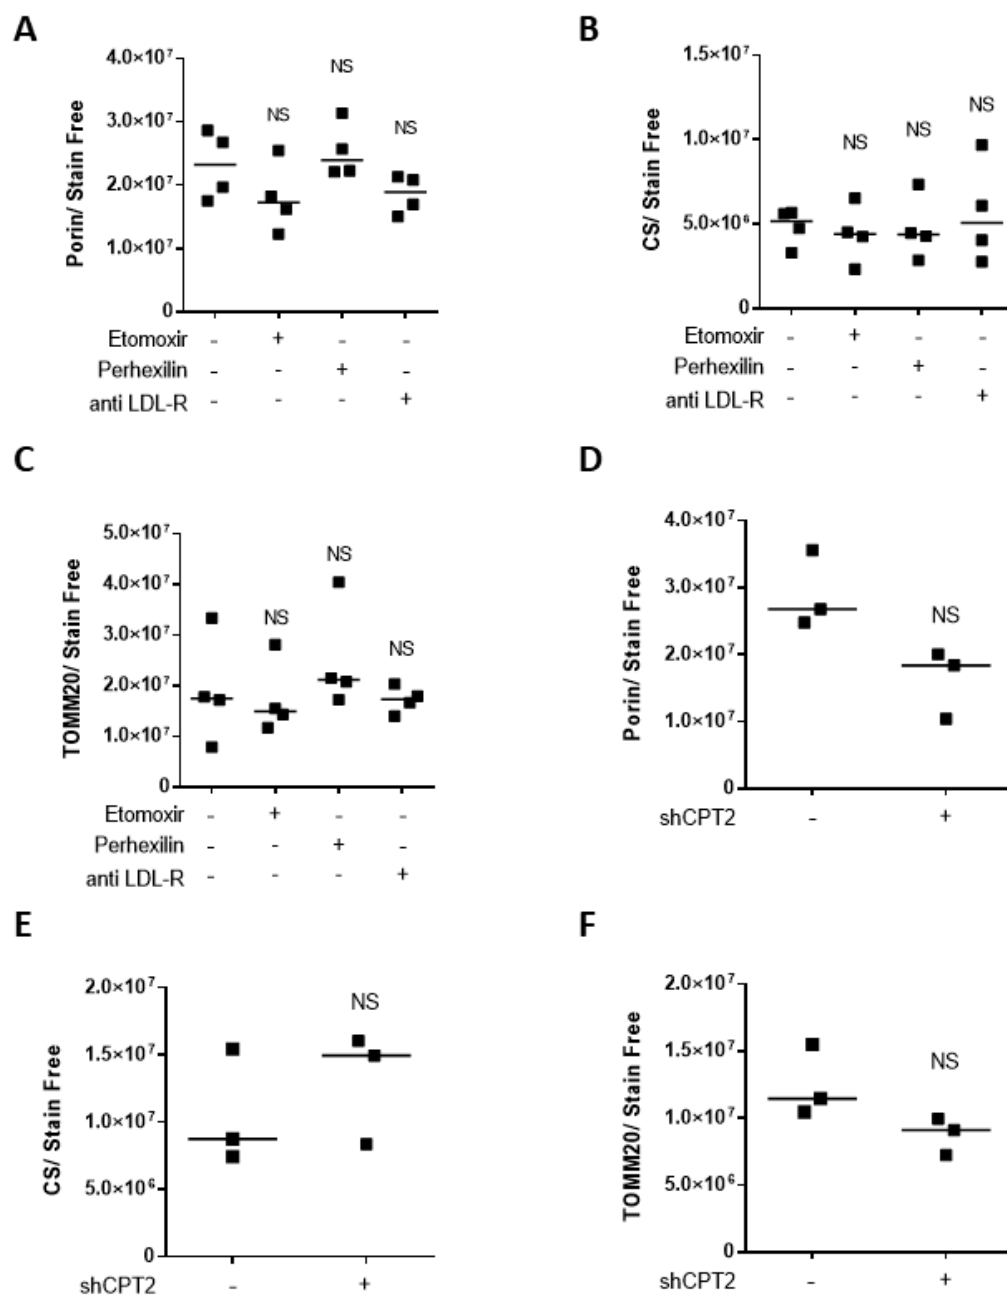 A
Porin/ Stain Free
4.0×10⁷
3.0×10⁷
2.0×10⁷
1.0×10⁷
0
NS NS NS
Etomoxir - + - -
Perhexilin - - + -
anti LDL-R - - - +
B
CS/ Stain Free
1.5×10⁷
1.0×10⁷
5.0×10⁶
0
NS NS NS
Etomoxir - + - -
Perhexilin - - + -
anti LDL-R - - - +
C
TOMM20/ Stain Free
5.0×10⁷
4.0×10⁷
3.0×10⁷
2.0×10⁷
1.0×10⁷
0
NS NS NS
Etomoxir - + - -
Perhexilin - - + -
anti LDL-R - - - +
D
Porin/ Stain Free
4.0×10⁷
3.0×10⁷
2.0×10⁷
1.0×10⁷
0
NS
shCPT2 - +
E
CS/ Stain Free
2.0×10⁷
1.5×10⁷
1.0×10⁷
5.0×10⁶
0
NS
shCPT2 - +
F
TOMM20/ Stain Free
2.0×10⁷
1.5×10⁷
1.0×10⁷
5.0×10⁶
0
NS
shCPT2 - +